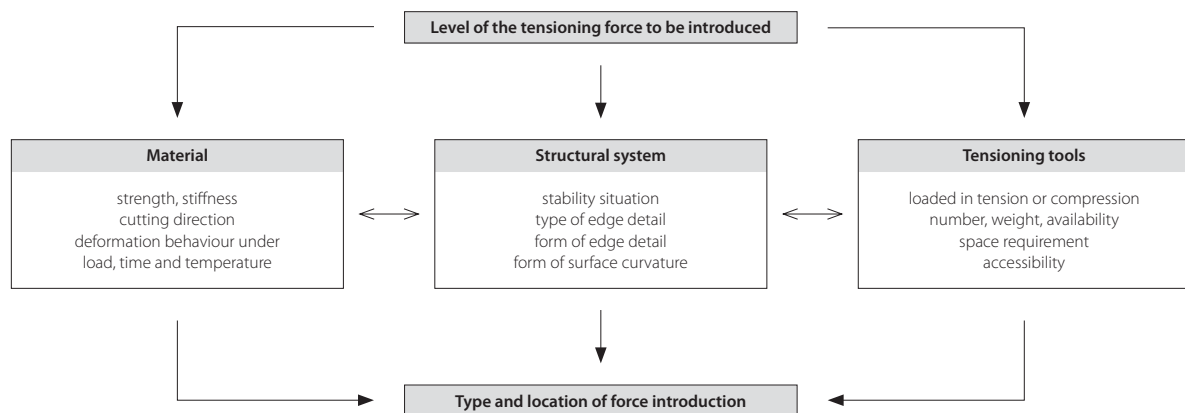 Level of the tensioning force to be introduced
Material
strength, stiffness
cutting direction
deformation behaviour under
load, time and temperature
Structural system
stability situation
type of edge detail
form of edge detail
form of surface curvature
Tensioning tools
loaded in tension or compression
number, weight, availability
space requirement
accessibility
Type and location of force introduction